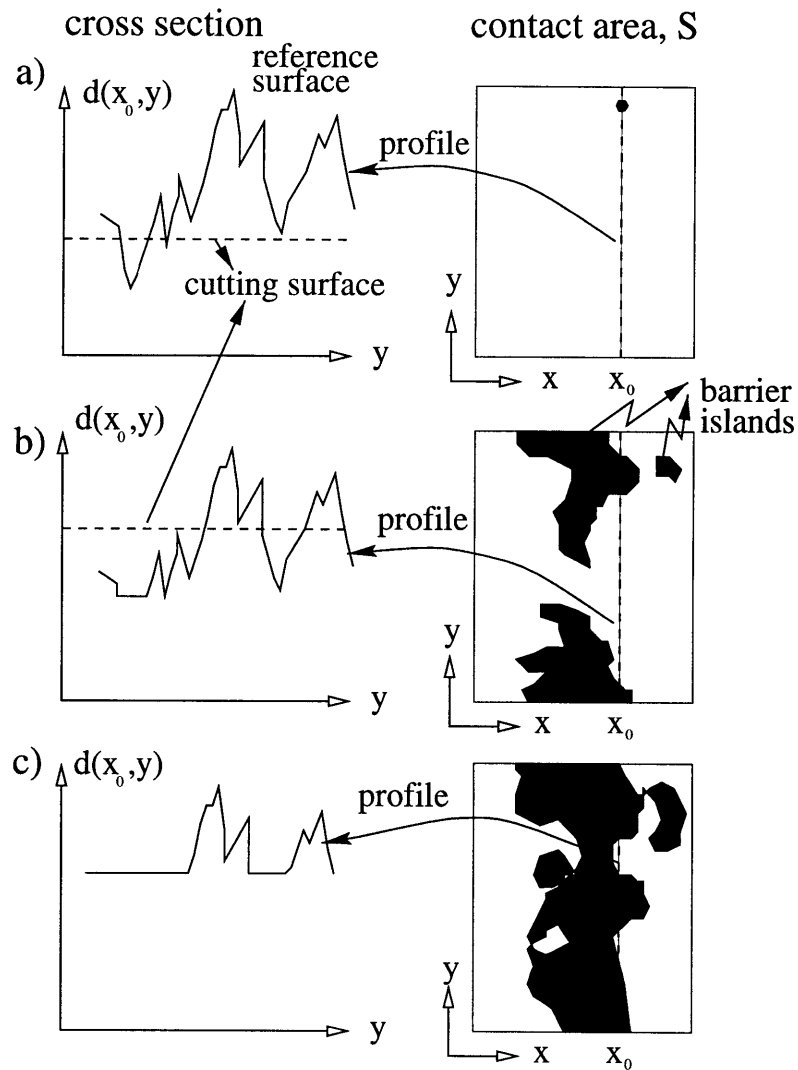 cross section
contact area, S
a)
d(x₀,y)
reference
surface
profile
cutting surface
y
y
x
x₀
barrier
islands
b)
d(x₀,y)
profile
y
y
x
x₀
c)
d(x₀,y)
profile
y
y
x
x₀